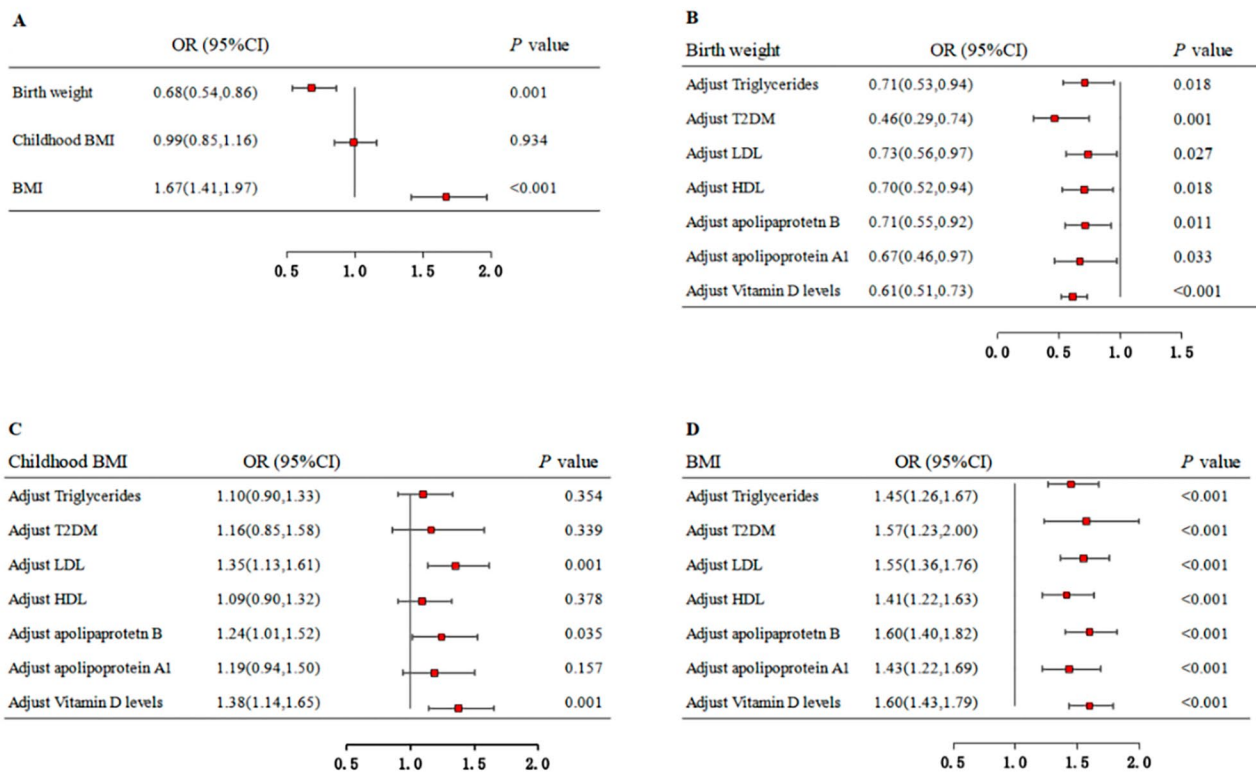 A
OR (95%CI) P value
Birth weight 0.68(0.54,0.86) 0.001
Childhood BMI 0.99(0.85,1.16) 0.934
BMI 1.67(1.41,1.97) <0.001
0.5 1.0 1.5 2.0
B
Birth weight OR (95%CI) P value
Adjust Triglycerides 0.71(0.53,0.94) 0.018
Adjust T2DM 0.46(0.29,0.74) 0.001
Adjust LDL 0.73(0.56,0.97) 0.027
Adjust HDL 0.70(0.52,0.94) 0.018
Adjust apolipaprotetn B 0.71(0.55,0.92) 0.011
Adjust apolipoprotein A1 0.67(0.46,0.97) 0.033
Adjust Vitamin D levels 0.61(0.51,0.73) <0.001
0.0 0.5 1.0 1.5
C
Childhood BMI OR (95%CI) P value
Adjust Triglycerides 1.10(0.90,1.33) 0.354
Adjust T2DM 1.16(0.85,1.58) 0.339
Adjust LDL 1.35(1.13,1.61) 0.001
Adjust HDL 1.09(0.90,1.32) 0.378
Adjust apolipaprotetn B 1.24(1.01,1.52) 0.035
Adjust apolipoprotein A1 1.19(0.94,1.50) 0.157
Adjust Vitamin D levels 1.38(1.14,1.65) 0.001
0.5 1.0 1.5 2.0
D
BMI OR (95%CI) P value
Adjust Triglycerides 1.45(1.26,1.67) <0.001
Adjust T2DM 1.57(1.23,2.00) <0.001
Adjust LDL 1.55(1.36,1.76) <0.001
Adjust HDL 1.41(1.22,1.63) <0.001
Adjust apolipaprotetn B 1.60(1.40,1.82) <0.001
Adjust apolipoprotein A1 1.43(1.22,1.69) <0.001
Adjust Vitamin D levels 1.60(1.43,1.79) <0.001
0.5 1.0 1.5 2.0